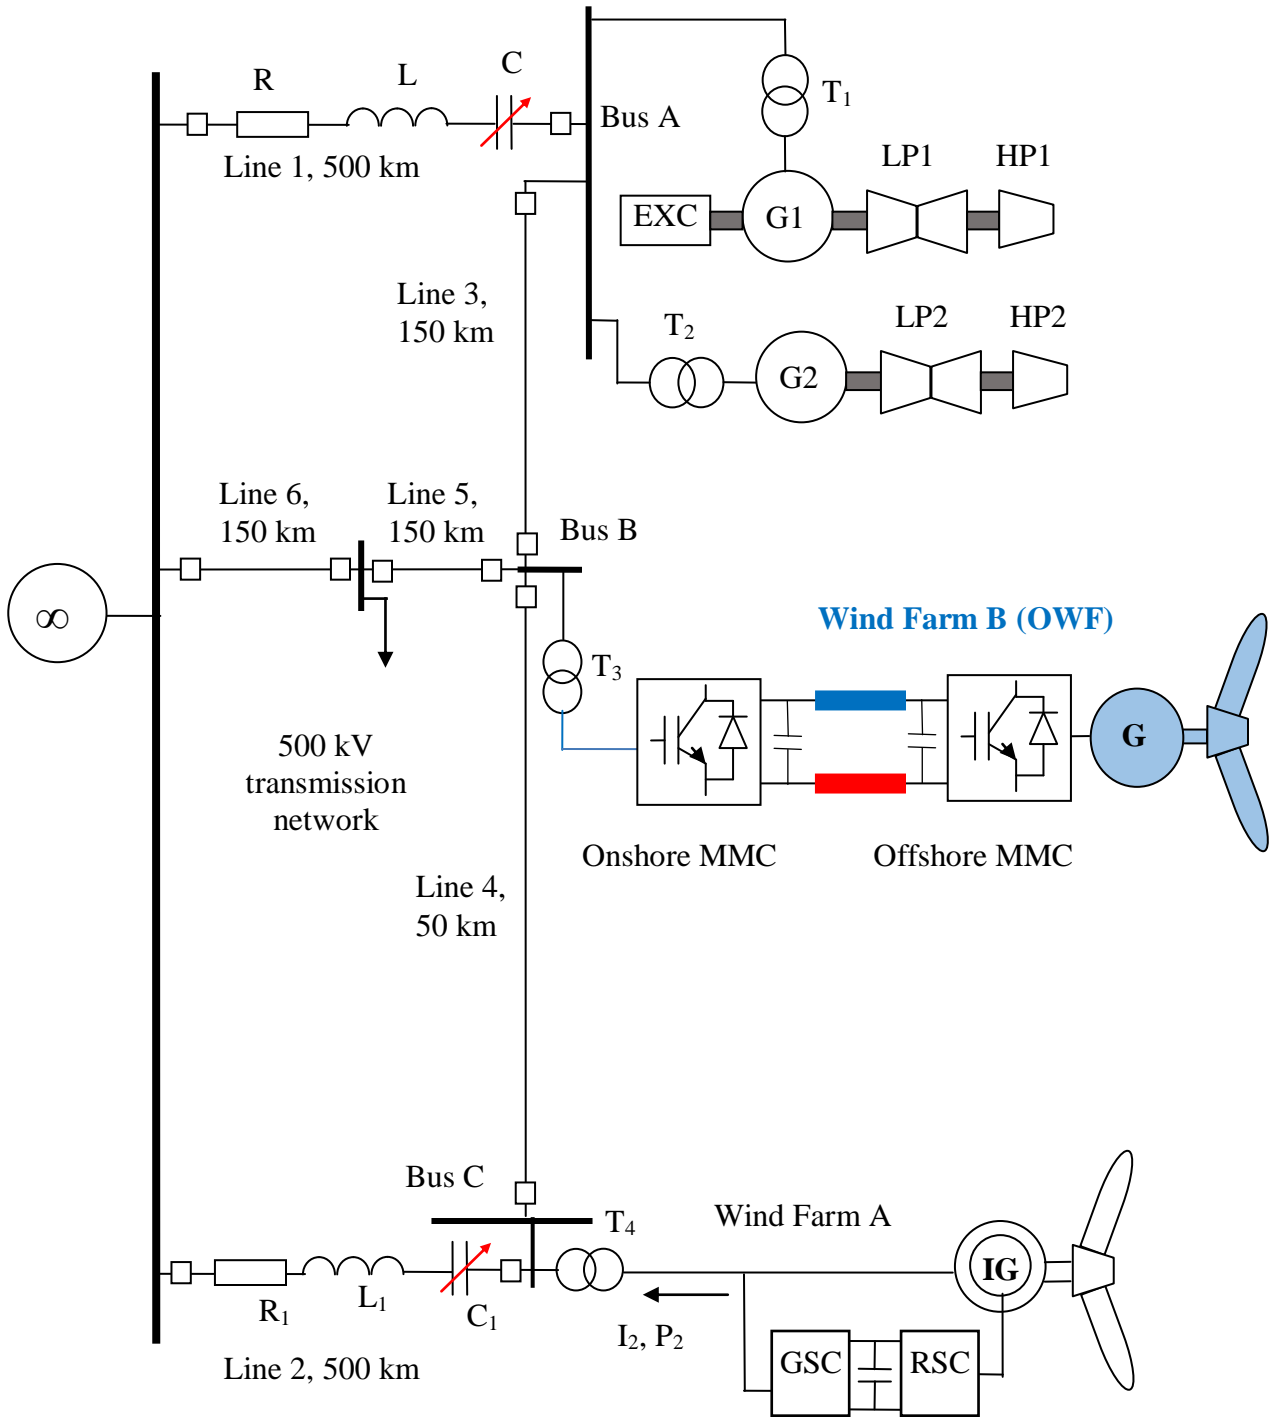 R
L
C
Bus A
T1
Line 1, 500 km
LP1
HP1
EXC
G1
Line 3,
150 km
T2
LP2
HP2
G2
Line 6,
150 km
Line 5,
150 km
Bus B
∞
Wind Farm B (OWF)
T3
G
500 kV
transmission
network
Onshore MMC
Offshore MMC
Line 4,
50 km
Bus C
T4
Wind Farm A
IG
R1
L1
C1
I2, P2
GSC
RSC
Line 2, 500 km